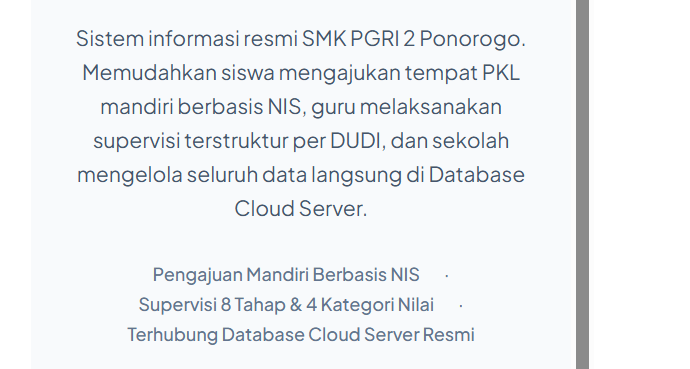 Sistem informasi resmi SMK PGRI 2 Ponorogo.
Memudahkan siswa mengajukan tempat PKL
mandiri berbasis NIS, guru melaksanakan
supervisi terstruktur per DUDI, dan sekolah
mengelola seluruh data langsung di Database
Cloud Server.
Pengajuan Mandiri Berbasis NIS ·
Supervisi 8 Tahap & 4 Kategori Nilai ·
Terhubung Database Cloud Server Resmi